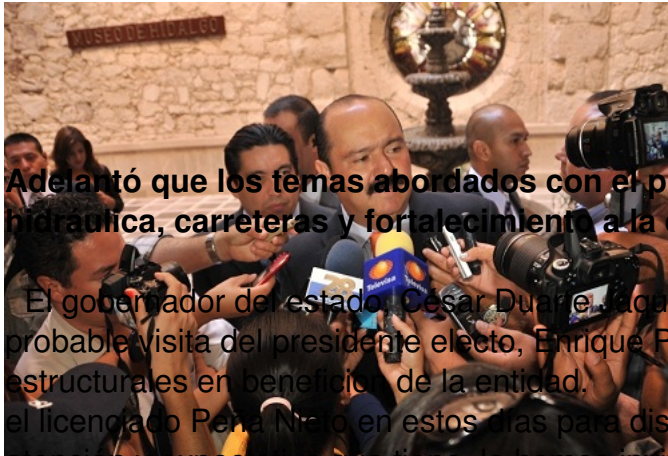 MUSEO DE HIDALGO
Adelantó que los temas abordados con el p
hidráulica, carreteras y fortalecimiento a la
Televisa
Televisa
El gobernador del estado, César Duarte Jáqu
probable visita del presidente electo, Enrique P
estructurales en beneficio de la entidad.
el licenciado Peña Nieto en estos días para dis